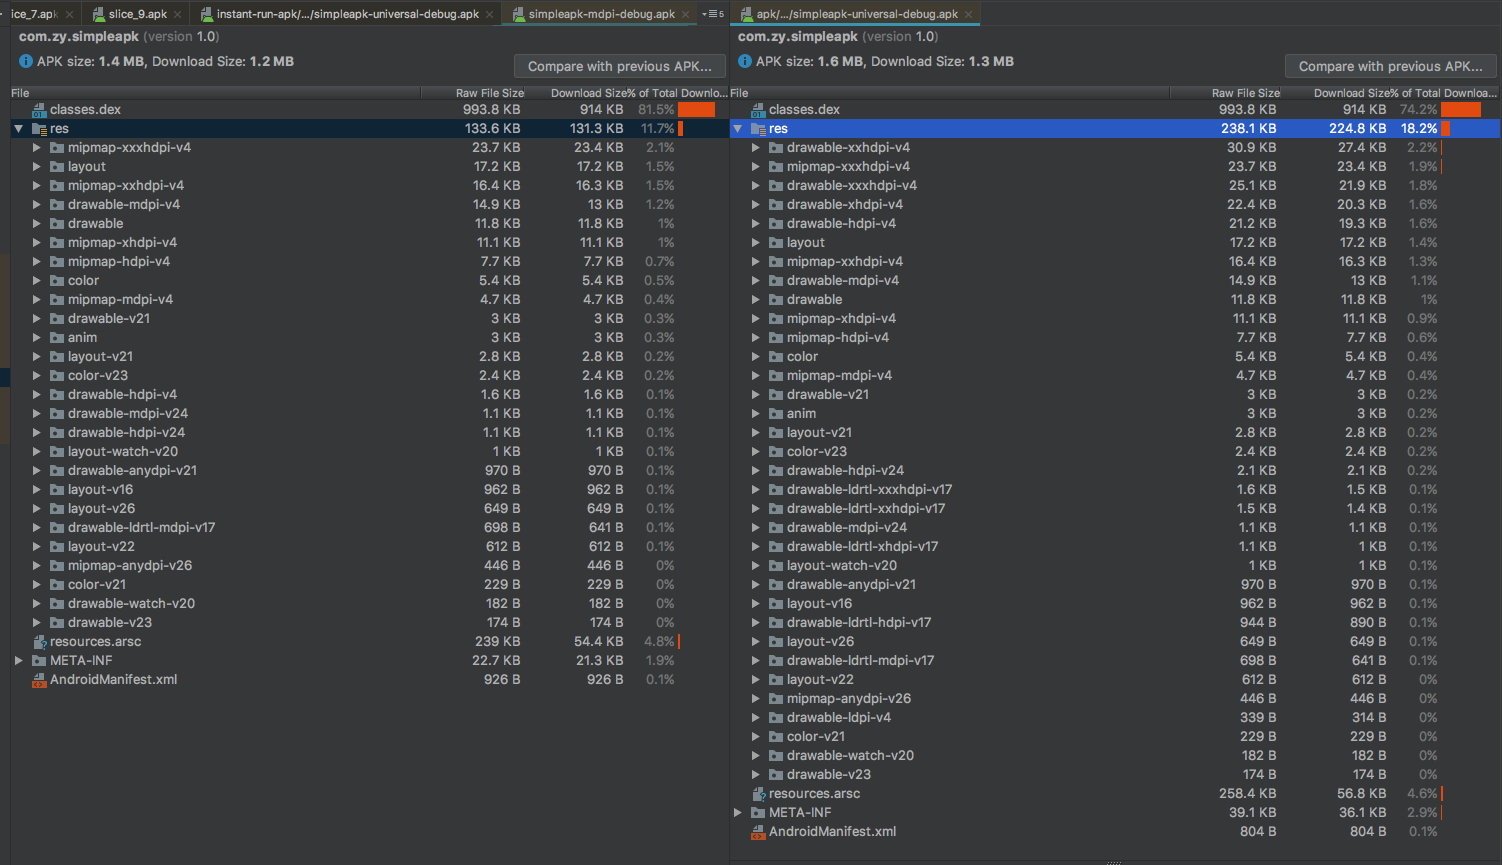 ice_7.apk
slice_9.apk
instant-run-apk/.../simpleapk-universal-debug.apk
simpleapk-mdpi-debug.apk
5
com.zy.simpleapk (version 1.0)
APK size: 1.4 MB, Download Size: 1.2 MB
Compare with previous APK...
File Raw File Size Download Size % of Total Downlo...
classes.dex 993.8 KB 914 KB 81.5%
res 133.6 KB 131.3 KB 11.7%
mipmap-xxxhdpi-v4 23.7 KB 23.4 KB 2.1%
layout 17.2 KB 17.2 KB 1.5%
mipmap-xxhdpi-v4 16.4 KB 16.3 KB 1.5%
drawable-mdpi-v4 14.9 KB 13 KB 1.2%
drawable 11.8 KB 11.8 KB 1%
mipmap-xhdpi-v4 11.1 KB 11.1 KB 1%
mipmap-hdpi-v4 7.7 KB 7.7 KB 0.7%
color 5.4 KB 5.4 KB 0.5%
mipmap-mdpi-v4 4.7 KB 4.7 KB 0.4%
drawable-v21 3 KB 3 KB 0.3%
anim 3 KB 3 KB 0.3%
layout-v21 2.8 KB 2.8 KB 0.2%
color-v23 2.4 KB 2.4 KB 0.2%
drawable-hdpi-v4 1.6 KB 1.6 KB 0.1%
drawable-mdpi-v24 1.1 KB 1.1 KB 0.1%
drawable-hdpi-v24 1.1 KB 1.1 KB 0.1%
layout-watch-v20 1 KB 1 KB 0.1%
drawable-anydpi-v21 970 B 970 B 0.1%
layout-v16 962 B 962 B 0.1%
layout-v26 649 B 649 B 0.1%
drawable-ldrtl-mdpi-v17 698 B 641 B 0.1%
layout-v22 612 B 612 B 0.1%
mipmap-anydpi-v26 446 B 446 B 0%
color-v21 229 B 229 B 0%
drawable-watch-v20 182 B 182 B 0%
drawable-v23 174 B 174 B 0%
resources.arsc 239 KB 54.4 KB 4.8%
META-INF 22.7 KB 21.3 KB 1.9%
AndroidManifest.xml 926 B 926 B 0.1%
apk/.../simpleapk-universal-debug.apk
com.zy.simpleapk (version 1.0)
APK size: 1.6 MB, Download Size: 1.3 MB
Compare with previous APK...
File Raw File Size Download Size % of Total Downloa...
classes.dex 993.8 KB 914 KB 74.2%
res 238.1 KB 224.8 KB 18.2%
drawable-xxhdpi-v4 30.9 KB 27.4 KB 2.2%
mipmap-xxxhdpi-v4 23.7 KB 23.4 KB 1.9%
drawable-xxxhdpi-v4 25.1 KB 21.9 KB 1.8%
drawable-xhdpi-v4 22.4 KB 20.3 KB 1.6%
drawable-hdpi-v4 21.2 KB 19.3 KB 1.6%
layout 17.2 KB 17.2 KB 1.4%
mipmap-xxhdpi-v4 16.4 KB 16.3 KB 1.3%
drawable-mdpi-v4 14.9 KB 13 KB 1.1%
drawable 11.8 KB 11.8 KB 1%
mipmap-xhdpi-v4 11.1 KB 11.1 KB 0.9%
mipmap-hdpi-v4 7.7 KB 7.7 KB 0.6%
color 5.4 KB 5.4 KB 0.4%
mipmap-mdpi-v4 4.7 KB 4.7 KB 0.4%
drawable-v21 3 KB 3 KB 0.2%
anim 3 KB 3 KB 0.2%
layout-v21 2.8 KB 2.8 KB 0.2%
color-v23 2.4 KB 2.4 KB 0.2%
drawable-hdpi-v24 2.1 KB 2.1 KB 0.2%
drawable-ldrtl-xxxhdpi-v17 1.6 KB 1.5 KB 0.1%
drawable-ldrtl-xxhdpi-v17 1.5 KB 1.4 KB 0.1%
drawable-mdpi-v24 1.1 KB 1.1 KB 0.1%
drawable-ldrtl-xhdpi-v17 1.1 KB 1 KB 0.1%
layout-watch-v20 1 KB 1 KB 0.1%
drawable-anydpi-v21 970 B 970 B 0.1%
layout-v16 962 B 962 B 0.1%
drawable-ldrtl-hdpi-v17 944 B 890 B 0.1%
layout-v26 649 B 649 B 0.1%
drawable-ldrtl-mdpi-v17 698 B 641 B 0.1%
layout-v22 612 B 612 B 0%
mipmap-anydpi-v26 446 B 446 B 0%
drawable-ldpi-v4 339 B 314 B 0%
color-v21 229 B 229 B 0%
drawable-watch-v20 182 B 182 B 0%
drawable-v23 174 B 174 B 0%
resources.arsc 258.4 KB 56.8 KB 4.6%
META-INF 39.1 KB 36.1 KB 2.9%
AndroidManifest.xml 804 B 804 B 0.1%